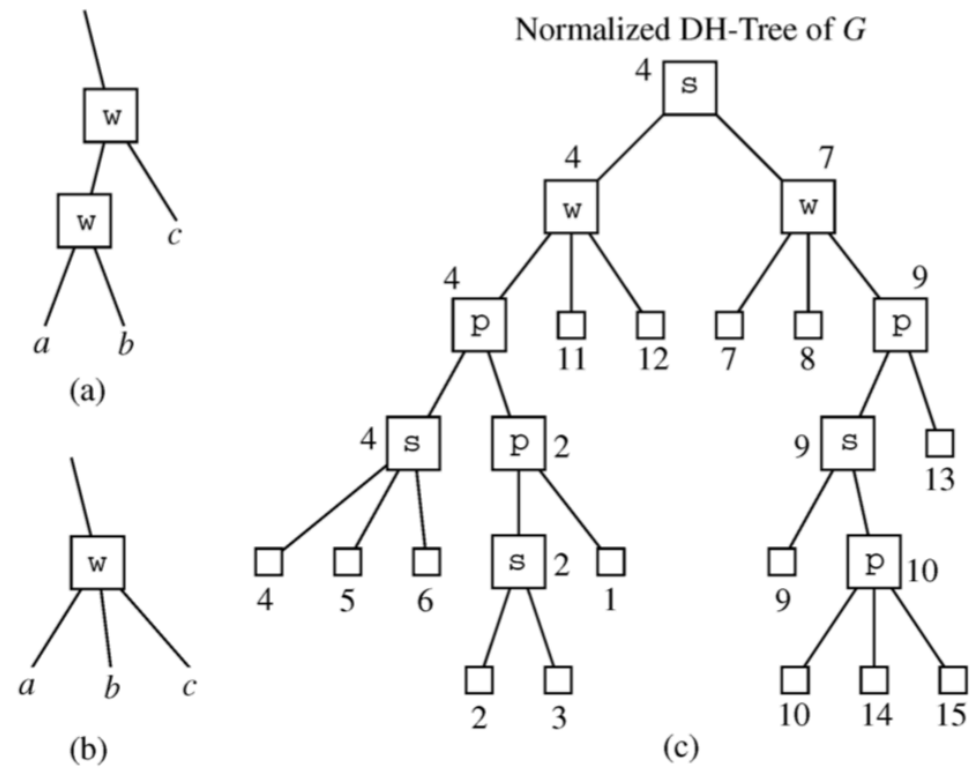 Normalized DH-Tree of G
4 s
4 7
w w
w
w
c
a b
(a)
4 9
p p
11 12 7 8
4 s p 2 9 s
13
w
a b c
(b)
4 5 6
s 2
1
9
p 10
2 3
10 14 15
(c)